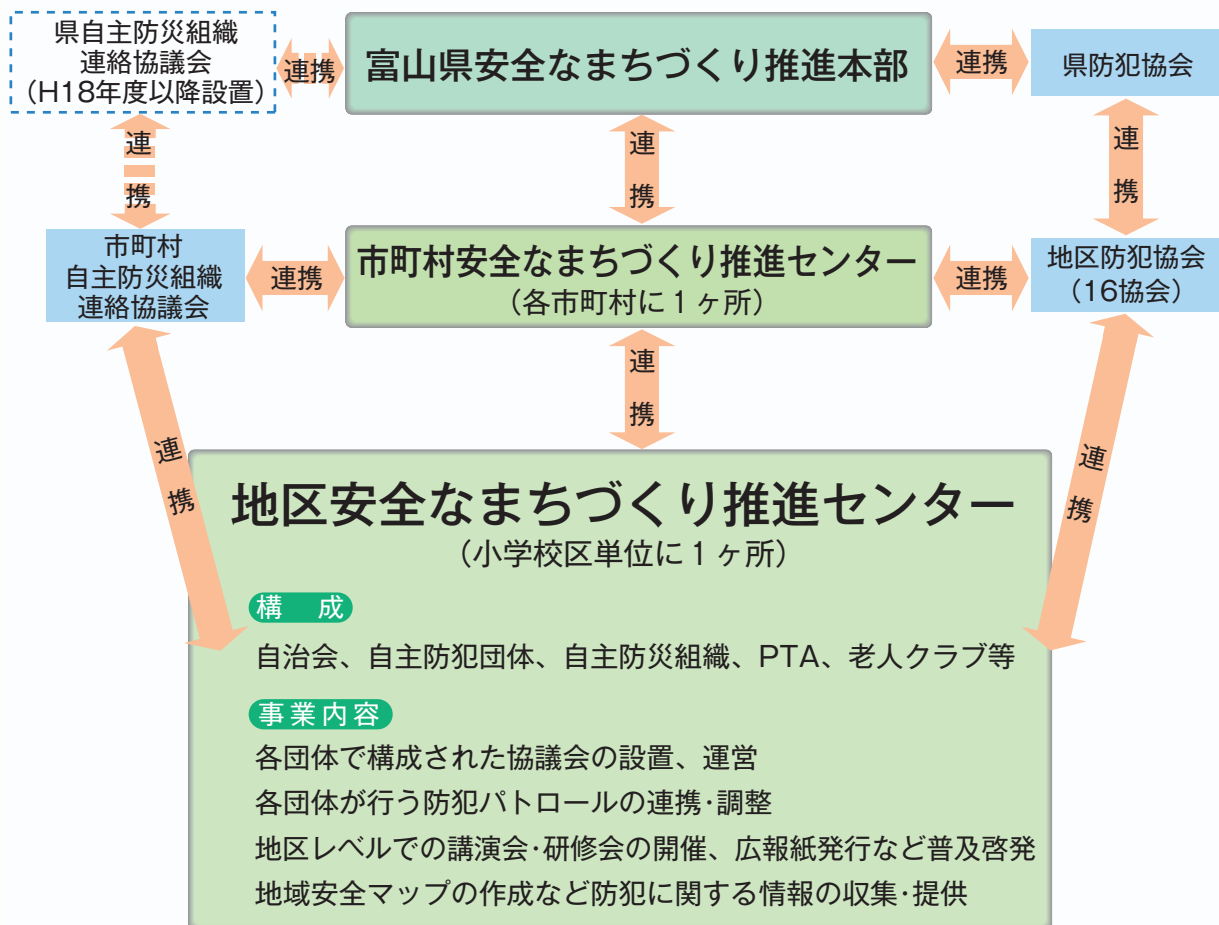 県自主防災組織
連絡協議会
（H18年度以降設置）
連携
富山県安全なまちづくり推進本部
連携
県防犯協会
連携
連携
連携
市町村
自主防災組織
連絡協議会
連携
市町村安全なまちづくり推進センター
（各市町村に１ヶ所）
連携
地区防犯協会
（16協会）
連携
連携
連携
地区安全なまちづくり推進センター
（小学校区単位に１ヶ所）
構　成
自治会、自主防犯団体、自主防災組織、PTA、老人クラブ等
事業内容
各団体で構成された協議会の設置、運営
各団体が行う防犯パトロールの連携･調整
地区レベルでの講演会･研修会の開催、広報紙発行など普及啓発
地域安全マップの作成など防犯に関する情報の収集･提供